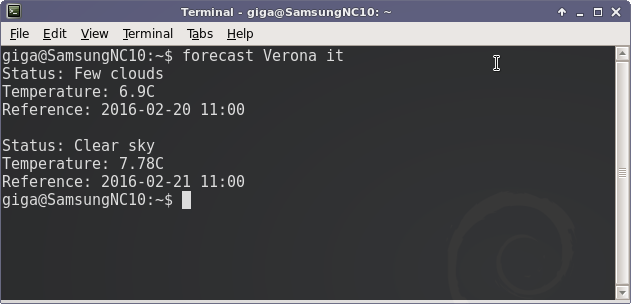 Terminal - giga@SamsungNC10: ~
File Edit View Terminal Tabs Help
giga@SamsungNC10:~$ forecast Verona it
Status: Few clouds
Temperature: 6.9C
Reference: 2016-02-20 11:00

Status: Clear sky
Temperature: 7.78C
Reference: 2016-02-21 11:00
giga@SamsungNC10:~$